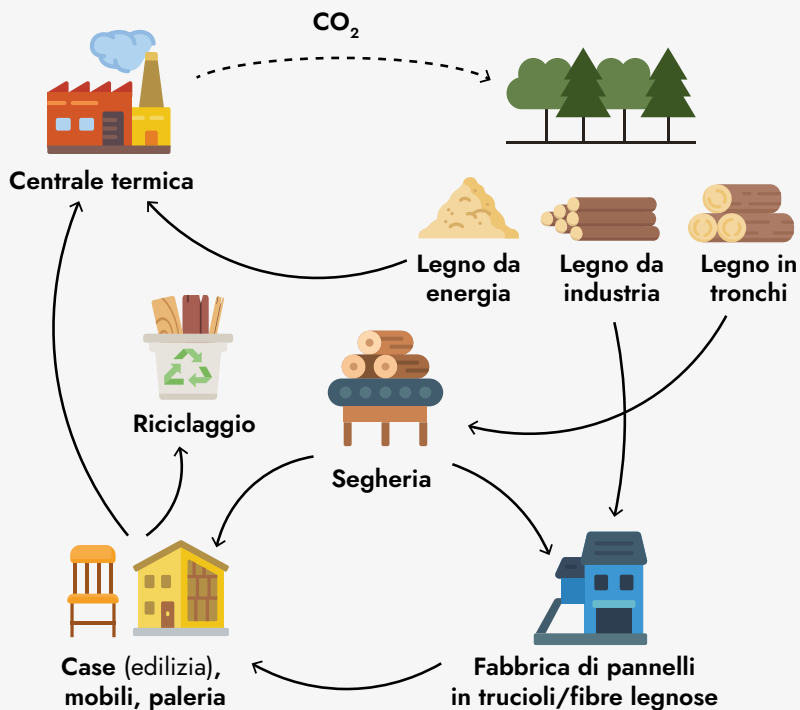 CO₂
Centrale termica
Legno da
energia
Legno da
industria
Legno in
tronchi
Riciclaggio
Segheria
Case (edilizia),
mobili, paleria
Fabbrica di pannelli
in trucioli/fibre legnose